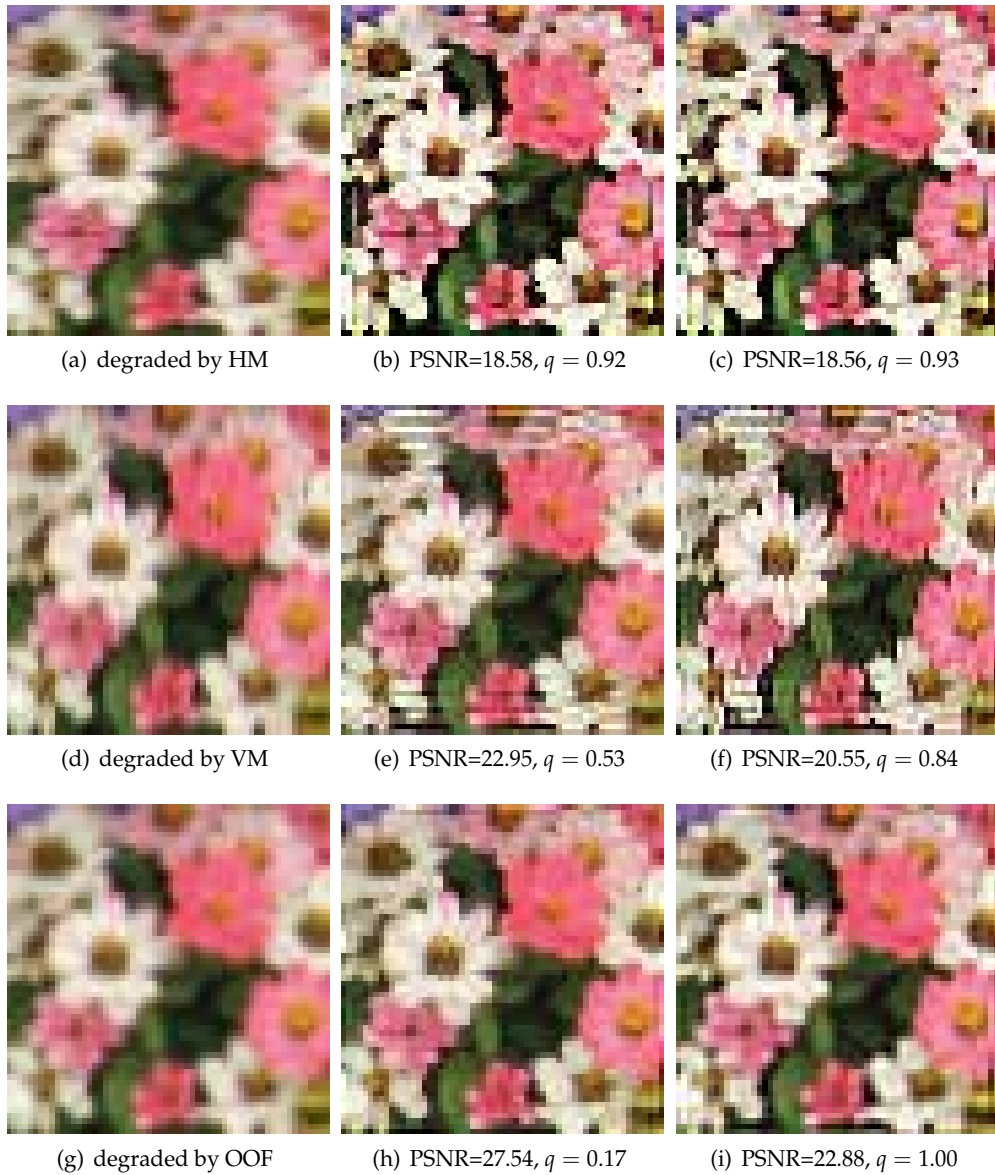 (a) degraded by HM
(b) PSNR=18.58, q = 0.92
(c) PSNR=18.56, q = 0.93
(d) degraded by VM
(e) PSNR=22.95, q = 0.53
(f) PSNR=20.55, q = 0.84
(g) degraded by OOF
(h) PSNR=27.54, q = 0.17
(i) PSNR=22.88, q = 1.00